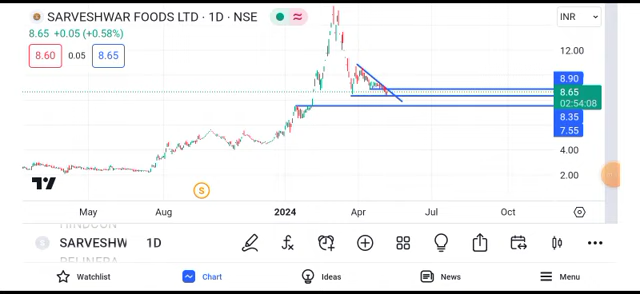 SARVESHWAR FOODS LTD · 1D · NSE
INR
8.65 +0.05 (+0.58%)
8.60 0.05 8.65
12.00
8.90
8.65
02:54:08
8.35
7.55
4.00
2.00
S
May Aug 2024 Apr Jul Oct
SARVESHW 1D
Watchlist Chart Ideas News Menu